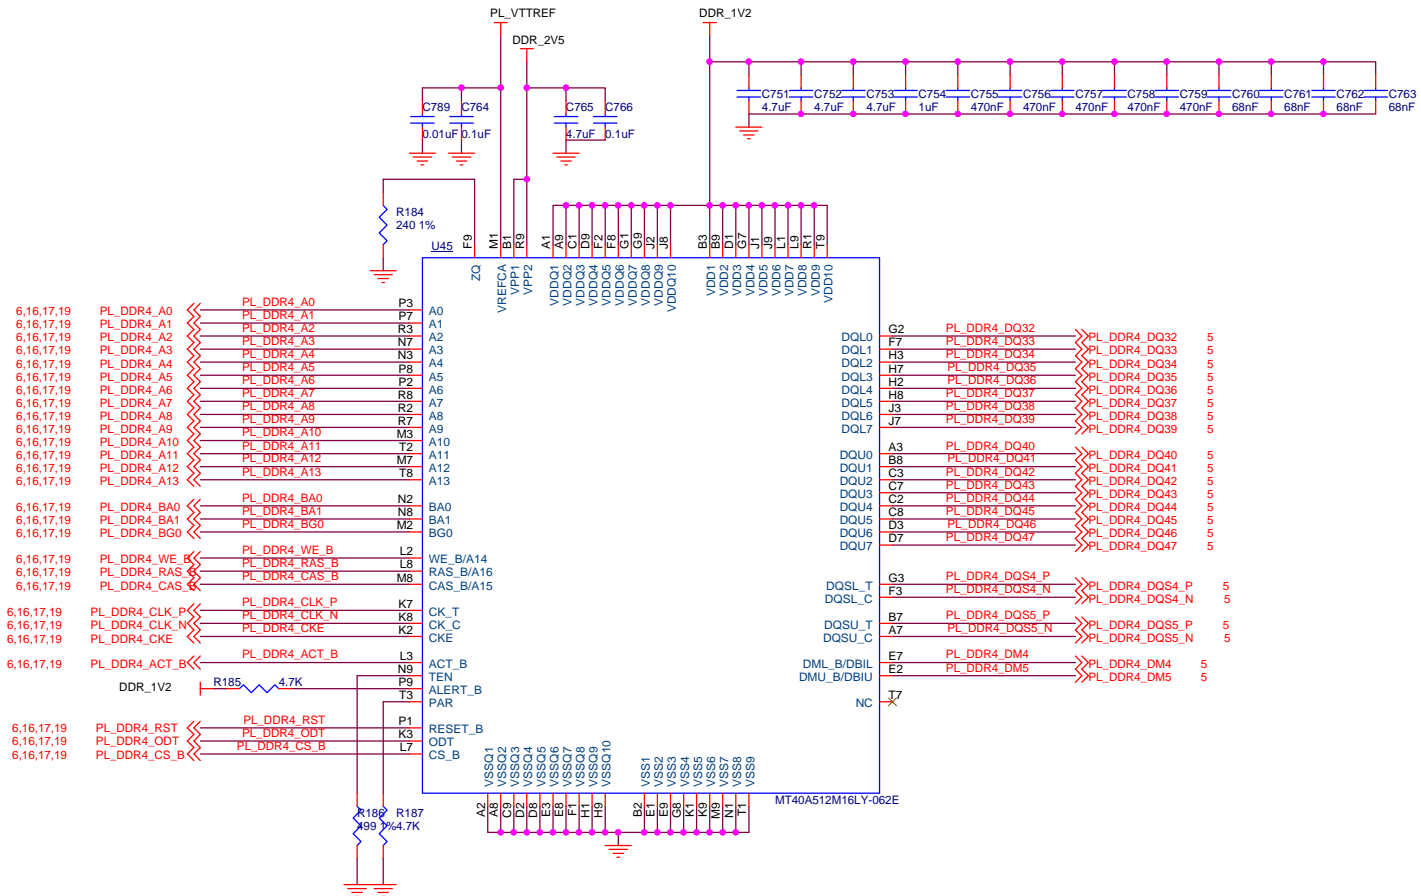 PL_VTTREF
DDR_1V2
DDR_2V5
C789
0.01uF
C764
0.1uF
C765
4.7uF
C766
0.1uF
C751
4.7uF
C752
4.7uF
C753
4.7uF
C754
1uF
C755
470nF
C756
470nF
C757
470nF
C758
470nF
C759
470nF
C760
68nF
C761
68nF
C762
68nF
C763
68nF
R184
240 1%
U45
F9 M1 B1 R9 A1 A9 C1 D9 F2 F8 G1 G9 J2 J8 B3 B9 D1 G7 J1 J9 L1 L9 R1 T9
ZQ VREFCA VPP1 VPP2 VDDQ1 VDDQ2 VDDQ3 VDDQ4 VDDQ5 VDDQ6 VDDQ7 VDDQ8 VDDQ9 VDDQ10 VDD1 VDD2 VDD3 VDD4 VDD5 VDD6 VDD7 VDD8 VDD9 VDD10
6,16,17,19 PL_DDR4_A0 PL_DDR4_A0 P3 A0
6,16,17,19 PL_DDR4_A1 PL_DDR4_A1 P7 A1
6,16,17,19 PL_DDR4_A2 PL_DDR4_A2 R3 A2
6,16,17,19 PL_DDR4_A3 PL_DDR4_A3 N7 A3
6,16,17,19 PL_DDR4_A4 PL_DDR4_A4 N3 A4
6,16,17,19 PL_DDR4_A5 PL_DDR4_A5 P8 A5
6,16,17,19 PL_DDR4_A6 PL_DDR4_A6 P2 A6
6,16,17,19 PL_DDR4_A7 PL_DDR4_A7 R8 A7
6,16,17,19 PL_DDR4_A8 PL_DDR4_A8 R2 A8
6,16,17,19 PL_DDR4_A9 PL_DDR4_A9 R7 A9
6,16,17,19 PL_DDR4_A10 PL_DDR4_A10 M3 A10
6,16,17,19 PL_DDR4_A11 PL_DDR4_A11 T2 A11
6,16,17,19 PL_DDR4_A12 PL_DDR4_A12 M7 A12
6,16,17,19 PL_DDR4_A13 PL_DDR4_A13 T8 A13
6,16,17,19 PL_DDR4_BA0 PL_DDR4_BA0 N2 BA0
6,16,17,19 PL_DDR4_BA1 PL_DDR4_BA1 N8 BA1
6,16,17,19 PL_DDR4_BG0 PL_DDR4_BG0 M2 BG0
6,16,17,19 PL_DDR4_WE_B PL_DDR4_WE_B L2 WE_B/A14
6,16,17,19 PL_DDR4_RAS_B PL_DDR4_RAS_B L8 RAS_B/A16
6,16,17,19 PL_DDR4_CAS_B PL_DDR4_CAS_B M8 CAS_B/A15
6,16,17,19 PL_DDR4_CLK_P PL_DDR4_CLK_P K7 CK_T
6,16,17,19 PL_DDR4_CLK_N PL_DDR4_CLK_N K8 CK_C
6,16,17,19 PL_DDR4_CKE PL_DDR4_CKE K2 CKE
6,16,17,19 PL_DDR4_ACT_B PL_DDR4_ACT_B L3 ACT_B
N9 TEN
DDR_1V2 R185 4.7K P9 ALERT_B
T3 PAR
6,16,17,19 PL_DDR4_RST PL_DDR4_RST P1 RESET_B
6,16,17,19 PL_DDR4_ODT PL_DDR4_ODT K3 ODT
6,16,17,19 PL_DDR4_CS_B PL_DDR4_CS_B L7 CS_B
DQL0 G2 PL_DDR4_DQ32 PL_DDR4_DQ32 5
DQL1 F7 PL_DDR4_DQ33 PL_DDR4_DQ33 5
DQL2 H3 PL_DDR4_DQ34 PL_DDR4_DQ34 5
DQL3 H7 PL_DDR4_DQ35 PL_DDR4_DQ35 5
DQL4 H2 PL_DDR4_DQ36 PL_DDR4_DQ36 5
DQL5 H8 PL_DDR4_DQ37 PL_DDR4_DQ37 5
DQL6 J3 PL_DDR4_DQ38 PL_DDR4_DQ38 5
DQL7 J7 PL_DDR4_DQ39 PL_DDR4_DQ39 5
DQU0 A3 PL_DDR4_DQ40 PL_DDR4_DQ40 5
DQU1 B8 PL_DDR4_DQ41 PL_DDR4_DQ41 5
DQU2 C3 PL_DDR4_DQ42 PL_DDR4_DQ42 5
DQU3 C7 PL_DDR4_DQ43 PL_DDR4_DQ43 5
DQU4 C2 PL_DDR4_DQ44 PL_DDR4_DQ44 5
DQU5 C8 PL_DDR4_DQ45 PL_DDR4_DQ45 5
DQU6 D3 PL_DDR4_DQ46 PL_DDR4_DQ46 5
DQU7 D7 PL_DDR4_DQ47 PL_DDR4_DQ47 5
DQSL_T G3 PL_DDR4_DQS4_P PL_DDR4_DQS4_P 5
DQSL_C F3 PL_DDR4_DQS4_N PL_DDR4_DQS4_N 5
DQSU_T B7 PL_DDR4_DQS5_P PL_DDR4_DQS5_P 5
DQSU_C A7 PL_DDR4_DQS5_N PL_DDR4_DQS5_N 5
DML_B/DBIL E7 PL_DDR4_DM4 PL_DDR4_DM4 5
DMU_B/DBIU E2 PL_DDR4_DM5 PL_DDR4_DM5 5
NC T7
VSSQ1 VSSQ2 VSSQ3 VSSQ4 VSSQ5 VSSQ6 VSSQ7 VSSQ8 VSSQ9 VSSQ10 VSS1 VSS2 VSS3 VSS4 VSS5 VSS6 VSS7 VSS8 VSS9
A2 A8 C9 D2 D8 E3 E8 F1 H1 H9 B2 E1 E9 G8 K1 K9 M9 N1 T1
MT40A512M16LY-062E
R186
499 1%
R187
4.7K